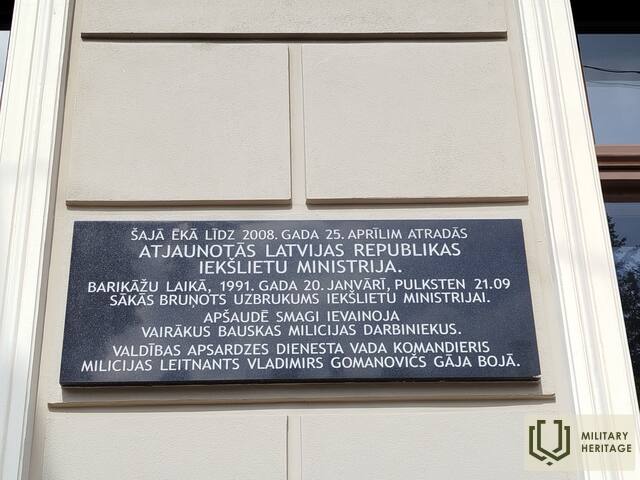 ŠAJĀ ĒKĀ LĪDZ 2008. GADA 25. APRĪLIM ATRADĀS
ATJAUNOTĀS LATVIJAS REPUBLIKAS
IEKŠLIETU MINISTRIJA.
BARIKĀŽU LAIKĀ, 1991. GADA 20. JANVĀRĪ, PULKSTEN 21.09
SĀKĀS BRUŅOTS UZBRUKUMS IEKŠLIETU MINISTRIJAI.
APŠAUDĒ SMAGI IEVAINOJA
VAIRĀKUS BAUSKAS MILICIJAS DARBINIEKUS.
VALDĪBAS APSARDZES DIENESTA VADA KOMANDIERIS
MILICIJAS LEITNANTS VLADIMIRS GOMANOVIČS GĀJA BOJĀ.
MILITARY
HERITAGE